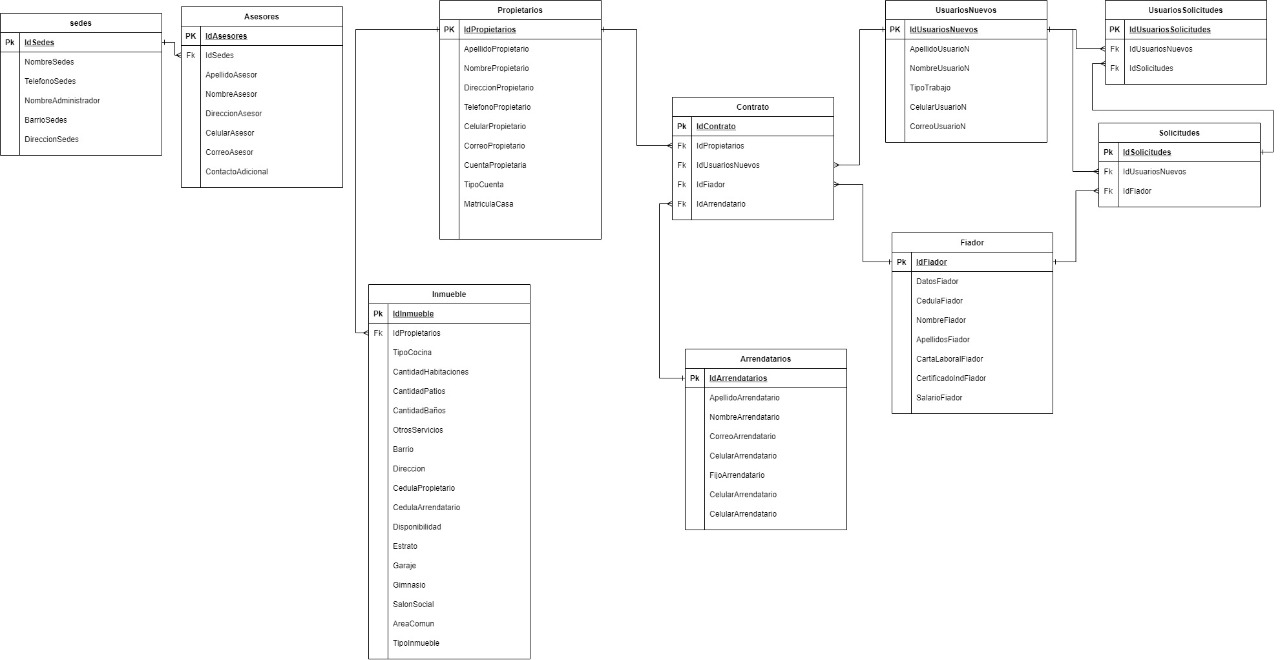 sedes
Pk IdSedes
NombreSedes
TelefonoSedes
NombreAdministrador
BarrioSedes
DireccionSedes
Asesores
PK IdAsesores
Fk IdSedes
ApellidoAsesor
NombreAsesor
DireccionAsesor
CelularAsesor
CorreoAsesor
ContactoAdicional
Propietarios
PK IdPropietarios
ApellidoPropietario
NombrePropietario
DireccionPropietario
TelefonoPropietario
CelularPropietario
CorreoPropietario
CuentaPropietaria
TipoCuenta
MatriculaCasa
Contrato
Pk IdContrato
Fk IdPropietarios
Fk IdUsuariosNuevos
Fk IdFiador
Fk IdArrendatario
UsuariosNuevos
PK IdUsuariosNuevos
ApellidoUsuarioN
NombreUsuarioN
TipoTrabajo
CelularUsuarioN
CorreoUsuarioN
UsuariosSolicitudes
PK IdUsuariosSolicitudes
Fk IdUsuariosNuevos
Fk IdSolicitudes
Solicitudes
Pk IdSolicitudes
Fk IdUsuariosNuevos
Fk IdFiador
Fiador
Pk IdFiador
DatosFiador
CedulaFiador
NombreFiador
ApellidosFiador
CartaLaboralFiador
CertificadoIndFiador
SalarioFiador
Inmueble
Pk IdInmueble
Fk IdPropietarios
TipoCocina
CantidadHabitaciones
CantidadPatios
CantidadBaños
OtrosServicios
Barrio
Direccion
CedulaPropietario
CedulaArrendatario
Disponibilidad
Estrato
Garaje
Gimnasio
SalonSocial
AreaComun
TipoInmueble
Arrendatarios
Pk IdArrendatarios
ApellidoArrendatario
NombreArrendatario
CorreoArrendatario
CelularArrendatario
FijoArrendatario
CelularArrendatario
CelularArrendatario